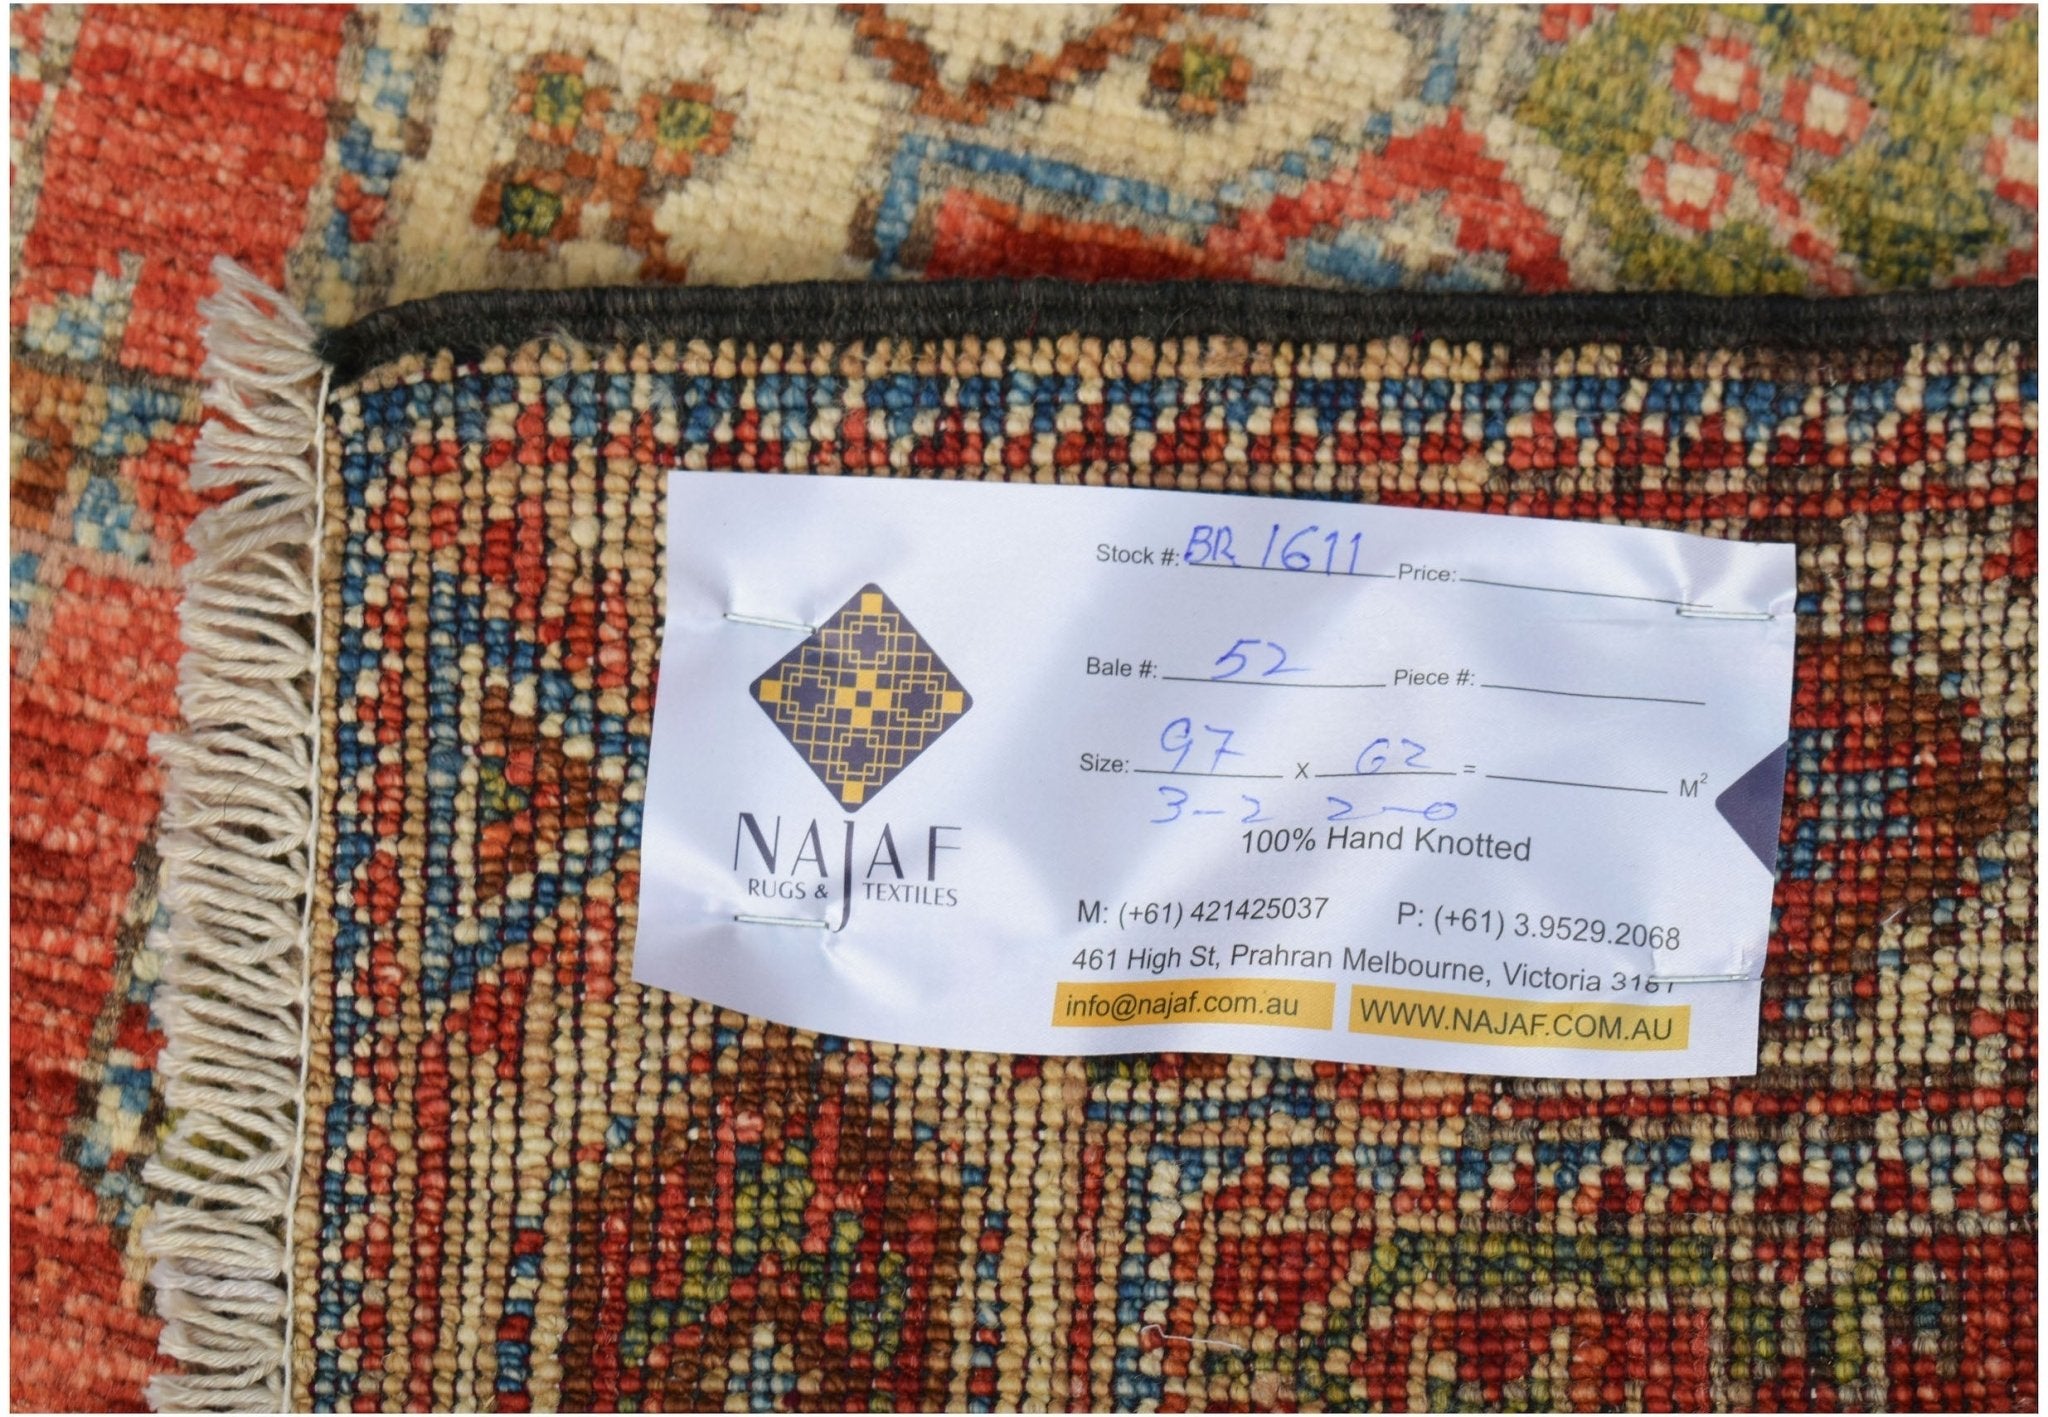 NAJAF
RUGS & TEXTILES
Stock #: BR 1611 Price:
Bale #: 52 Piece #:
Size: 97 x 62 = M²
3-2 2-0
100% Hand Knotted
M: (+61) 421425037 P: (+61) 3.9529.2068
461 High St, Prahran Melbourne, Victoria 3181
info@najaf.com.au WWW.NAJAF.COM.AU